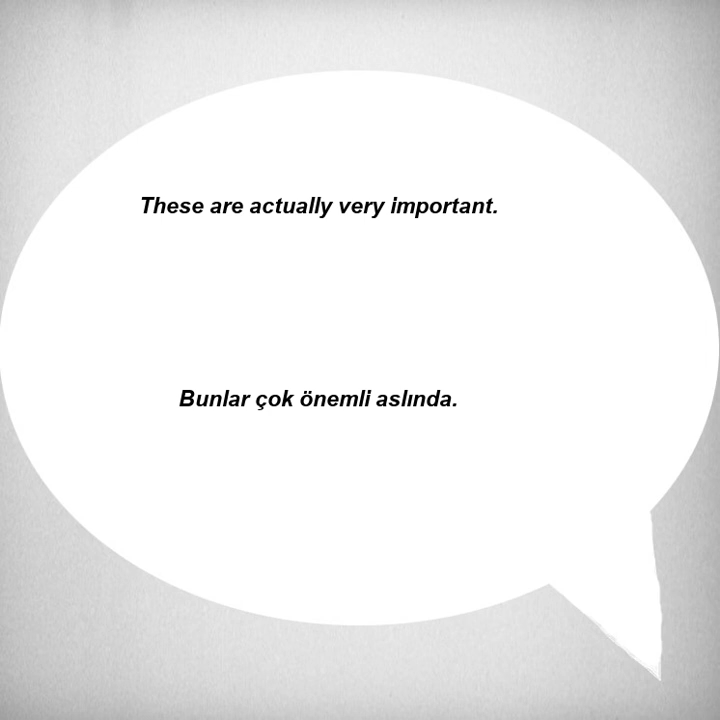 These are actually very important.
Bunlar çok önemli aslında.